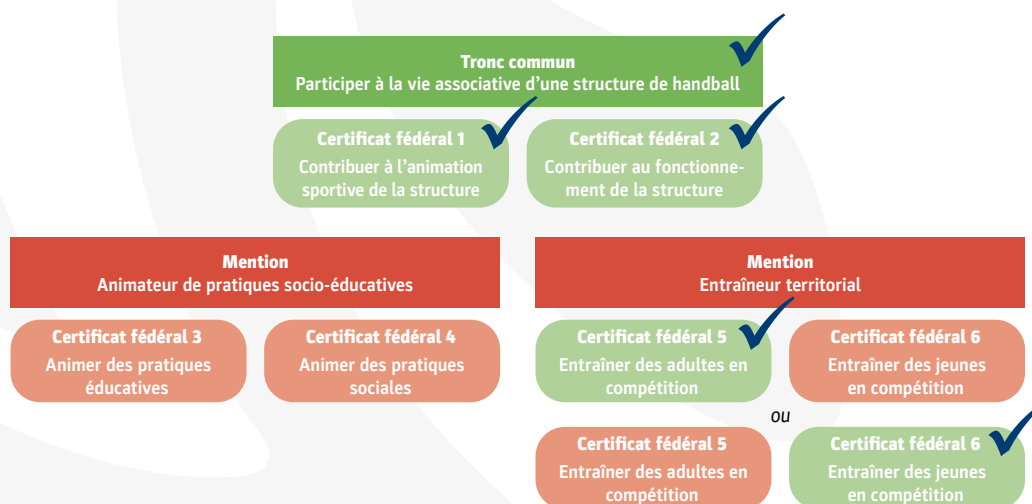 Tronc commun
Participer à la vie associative d'une structure de handball
Certificat fédéral 1
Contribuer à l'animation
sportive de la structure
Certificat fédéral 2
Contribuer au fonctionne-
ment de la structure
Mention
Animateur de pratiques socio-éducatives
Certificat fédéral 3
Animer des pratiques
éducatives
Certificat fédéral 4
Animer des pratiques
sociales
Mention
Entraîneur territorial
Certificat fédéral 5
Entraîner des adultes en
compétition
Certificat fédéral 6
Entraîner des jeunes
en compétition
ou
Certificat fédéral 5
Entraîner des adultes en
compétition
Certificat fédéral 6
Entraîner des jeunes
en compétition